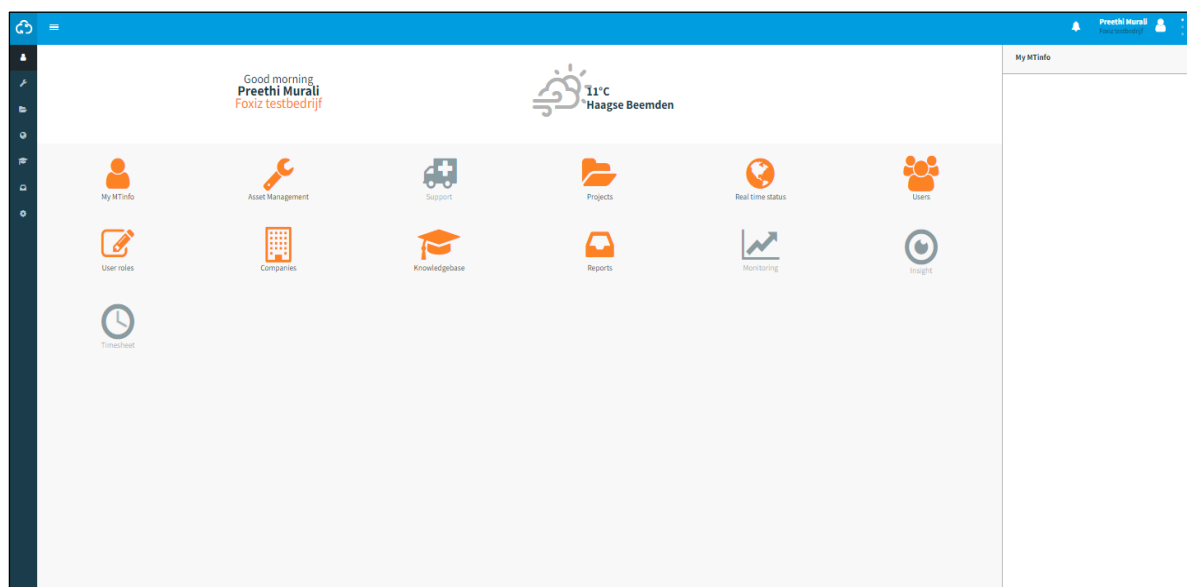 Preethi Murali
Foxiz testbedrijf
My MTinfo
Good morning
Preethi Murali
Foxiz testbedrijf
11°C
Haagse Beemden
My MTinfo
Asset Management
Support
Projects
Real time status
Users
User roles
Companies
Knowledgebase
Reports
Monitoring
Insight
Timesheet